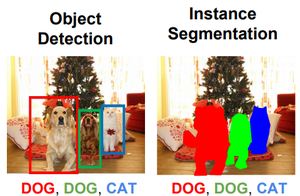 Object
Detection
Instance
Segmentation
DOG, DOG, CAT
DOG, DOG, CAT